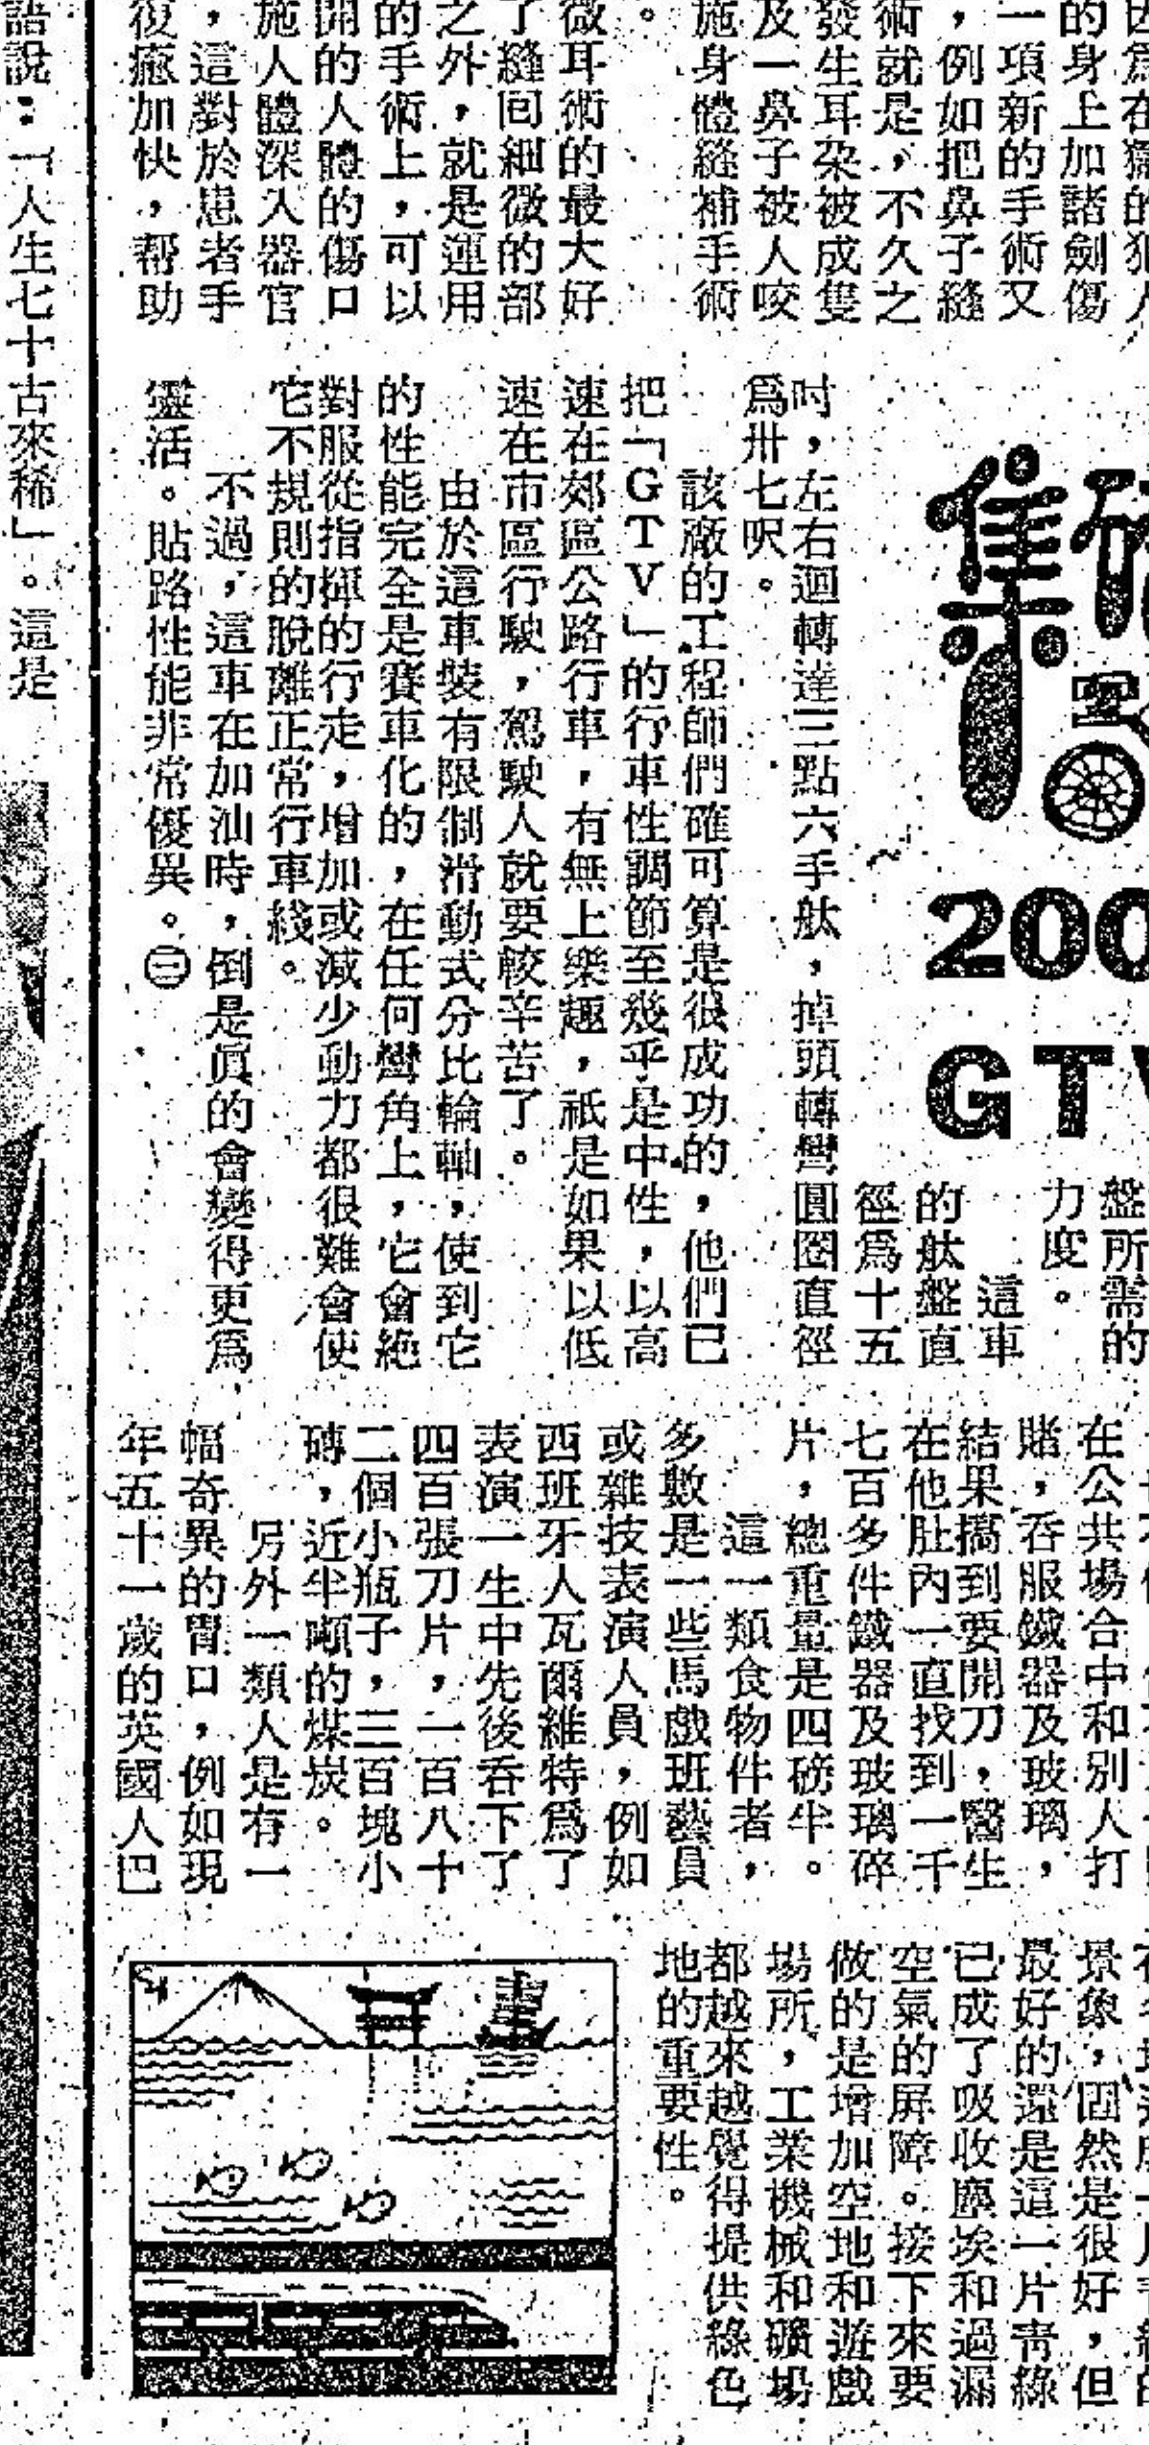 的身上加諸劍傷
一項新的手術又
，例如把鼻子縫
術就是，不久之
發生耳朶被成隻
及一鼻子被人咬
施身體縫補手術
。
微耳術的最大好
了縫囘細微的部
之外，就是運用
的手術上，可以
開的人體的傷口
施人體深入器官
，這對於患者手
復癒加快，帮助
集
200
GTV
盤所需的
力度。
這車
的舦盤直
徑爲十五
吋，左右迴轉達三點六手舦，掉頭轉彎圓圈直徑
爲卅七呎。
該廠的工程師們確可算是很成功的，他們已
把「GTV」的行車性調節至幾乎是中性，以高
速在郊區公路行車，有無上樂趣，祇是如果以低
速在市區行駛，駕駛人就要較辛苦了。
由於這車裝有限制滑動式分比輪軸，使到它
的性能完全是賽車化的，在任何彎角上，它會絶
對服從指揮的行走，增加或減少動力都很難會使
它不規則的脫離正常行車綫。
不過，這車在加油時，倒是眞的會變得更爲
靈活。貼路性能非常優異。㊂
在公共場合中和別人打
賭，吞服鐵器及玻璃，
結果搞到要開刀，醫生
在他肚內一直找到一千
七百多件鐵器及玻璃碎
片，總重量是四磅半。
這一類食物件者，
多數是一些馬戲班藝員
或雜技表演人員，例如
西班牙人瓦爾維特爲了
表演一生中先後吞下了
四百張刀片，一百八十
二個小瓶子，三百塊小
磚，近半噸的煤炭。
另外一類人是有一
幅奇異的胃口，例如現
年五十一歲的英國人巴
景象，固然是很好，但
最好的還是這一片靑綠
已成了吸收塵埃和過漏
空氣的屏障。接下來要
做的是增加空地和遊戲
場所，工業機械和礦場
都越來越覺得提供綠色
地的重要性。
語說：「人生七十古來稀」。這是